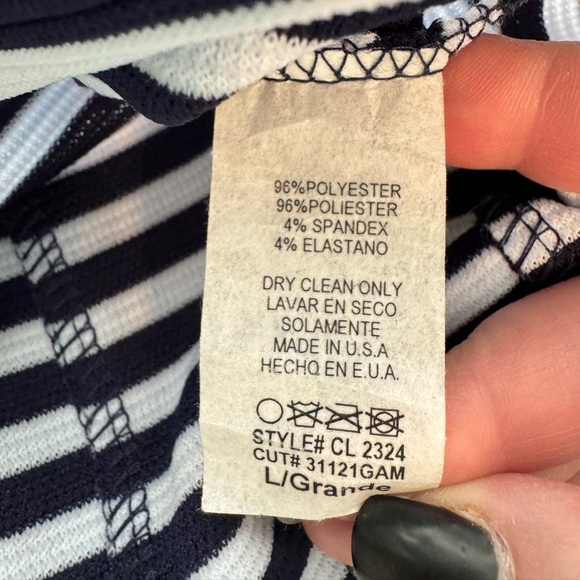 96%POLYESTER
96%POLIESTER
4% SPANDEX
4% ELASTANO
DRY CLEAN ONLY
LAVAR EN SECO
SOLAMENTE
MADE IN U.S.A
HECHO EN E.U.A.
STYLE# CL 2324
CUT# 31121GAM
L/Grande